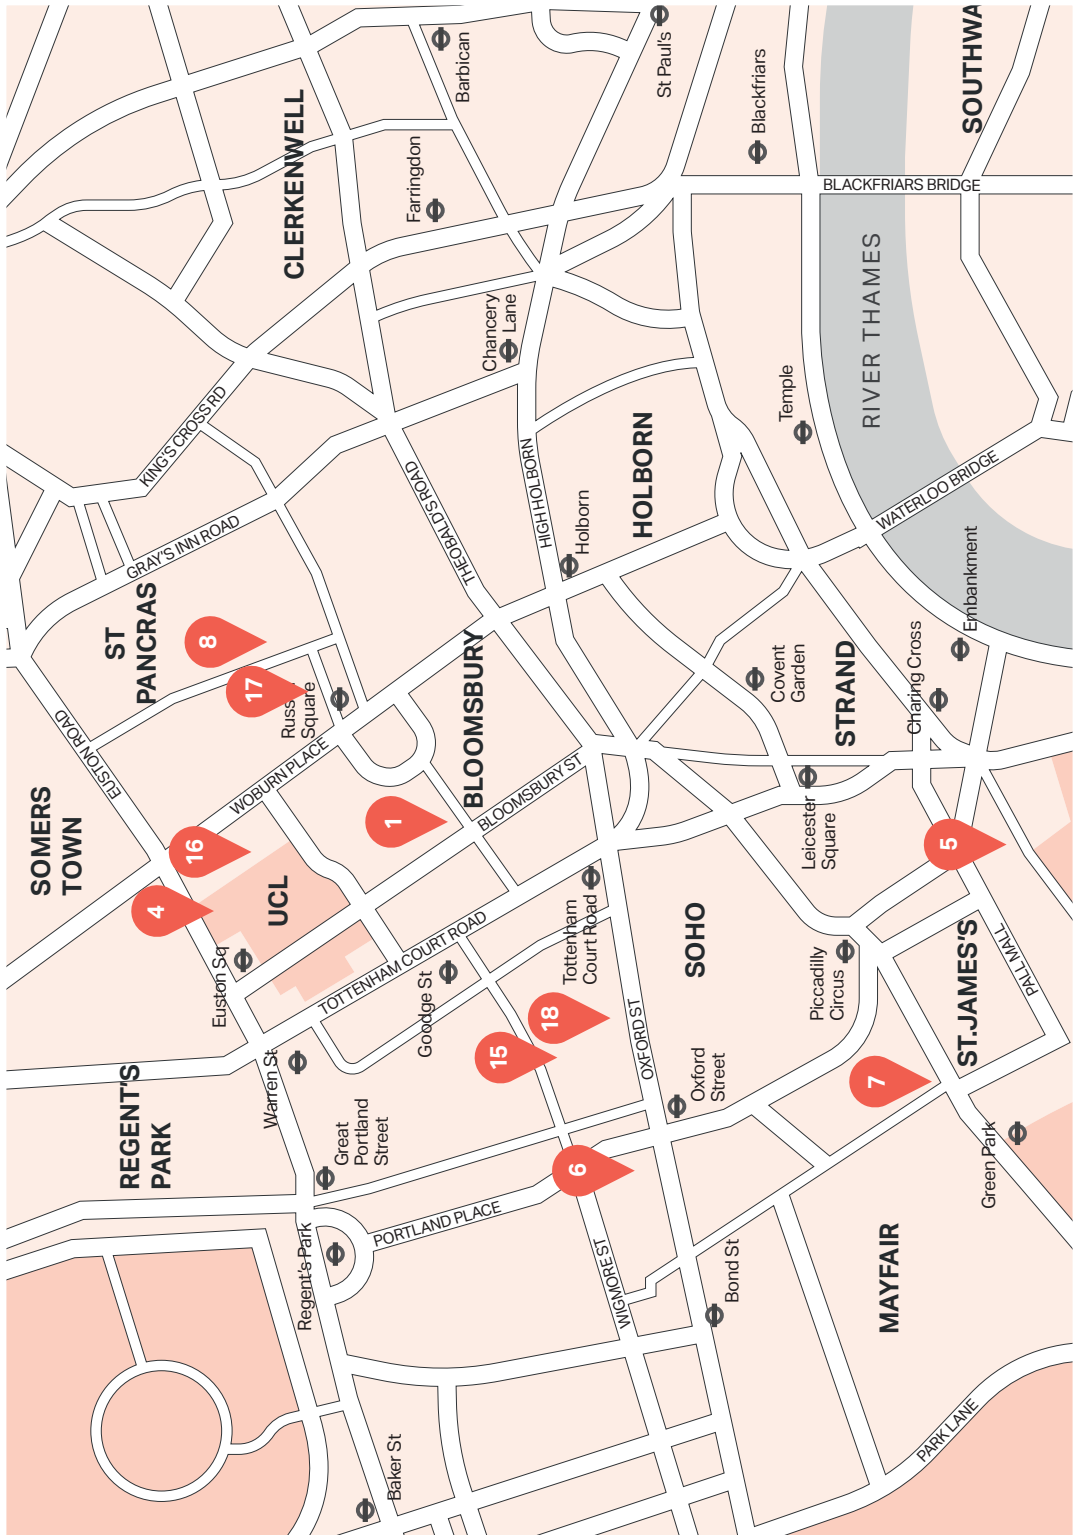 SOMERS
TOWN
REGENT'S
PARK
ST
PANCRAS
CLERKENWELL
UCL
BLOOMSBURY
HOLBORN
SOHO
STRAND
MAYFAIR
ST.JAMES'S
SOUTHWA
RIVER THAMES
EUSTON ROAD
WOBURN PLACE
GRAY'S INN ROAD
KING'S CROSS RD
THEOBALD'S ROAD
HIGH HOLBORN
BLOOMSBURY ST
TOTTENHAM COURT ROAD
PORTLAND PLACE
WIGMORE ST
OXFORD ST
PALL MALL
PARK LANE
WATERLOO BRIDGE
BLACKFRIARS BRIDGE
Baker St
Regent's Park
Great
Portland
Street
Warren St
Euston Sq
Goodge St
Russ
Square
Tottenham
Court Road
Holborn
Chancery
Lane
Farringdon
Barbican
St Paul's
Blackfriars
Temple
Covent
Garden
Leicester
Square
Charing Cross
Embankment
Piccadilly
Circus
Oxford
Street
Bond St
Green Park
4
16
17
8
1
15
18
6
7
5